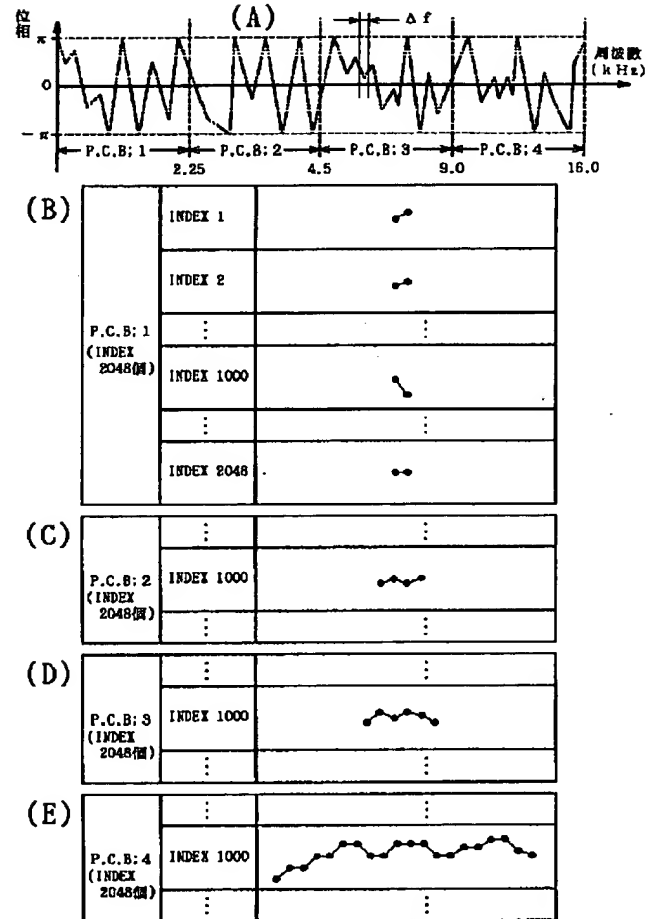 (A)
位相
Δf
π
0
-π
周波数
(kHz)
P.C.B;1
P.C.B;2
P.C.B;3
P.C.B;4
2.25
4.5
9.0
16.0
(B)
P.C.B;1
(INDEX
2048個)
INDEX 1
INDEX 2
⋮
INDEX 1000
⋮
INDEX 2048
(C)
P.C.B;2
(INDEX
2048個)
⋮
INDEX 1000
⋮
(D)
P.C.B;3
(INDEX
2048個)
⋮
INDEX 1000
⋮
(E)
P.C.B;4
(INDEX
2048個)
⋮
INDEX 1000
⋮